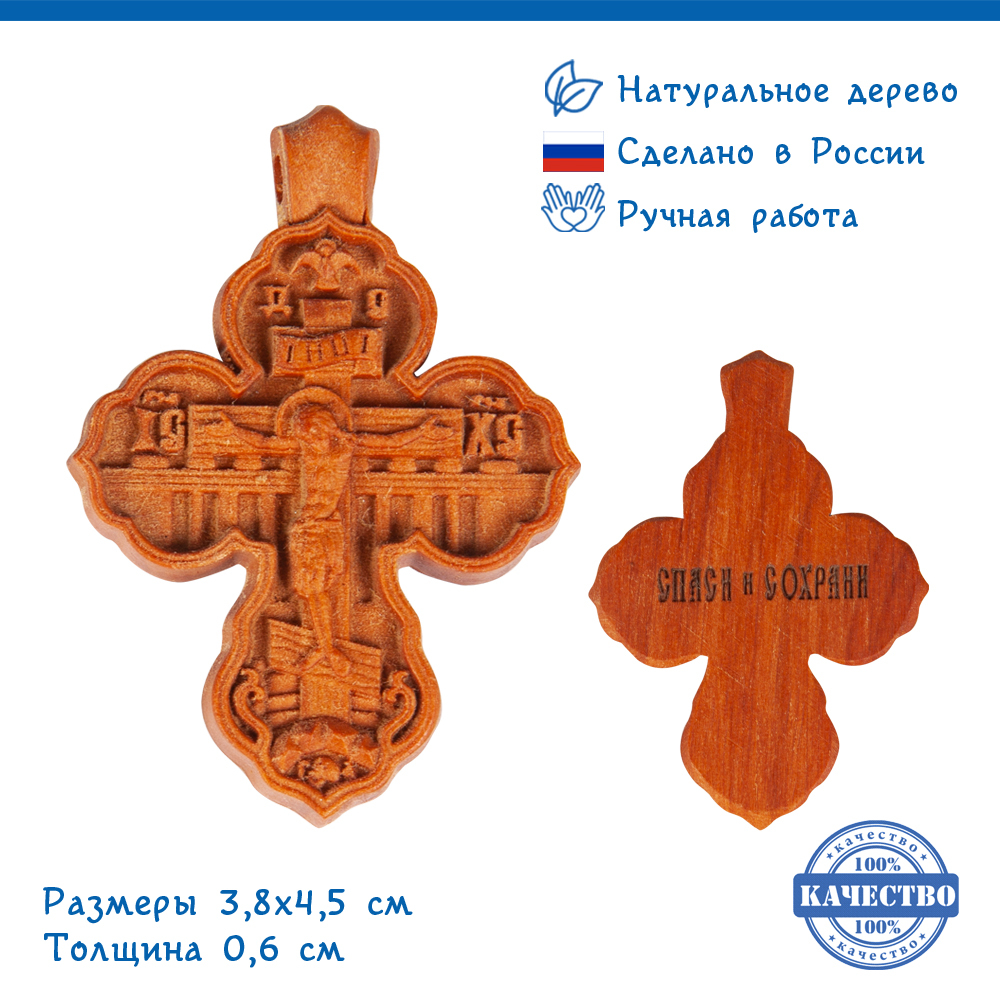 Натуральное дерево
Сделано в России
Ручная работа
ІНЦІ
ІС ХС
СПАСИ и СОХРАНИ
Размеры 3,8х4,5 см
Толщина 0,6 см
качество
100%
КАЧЕСТВО
100%
качество